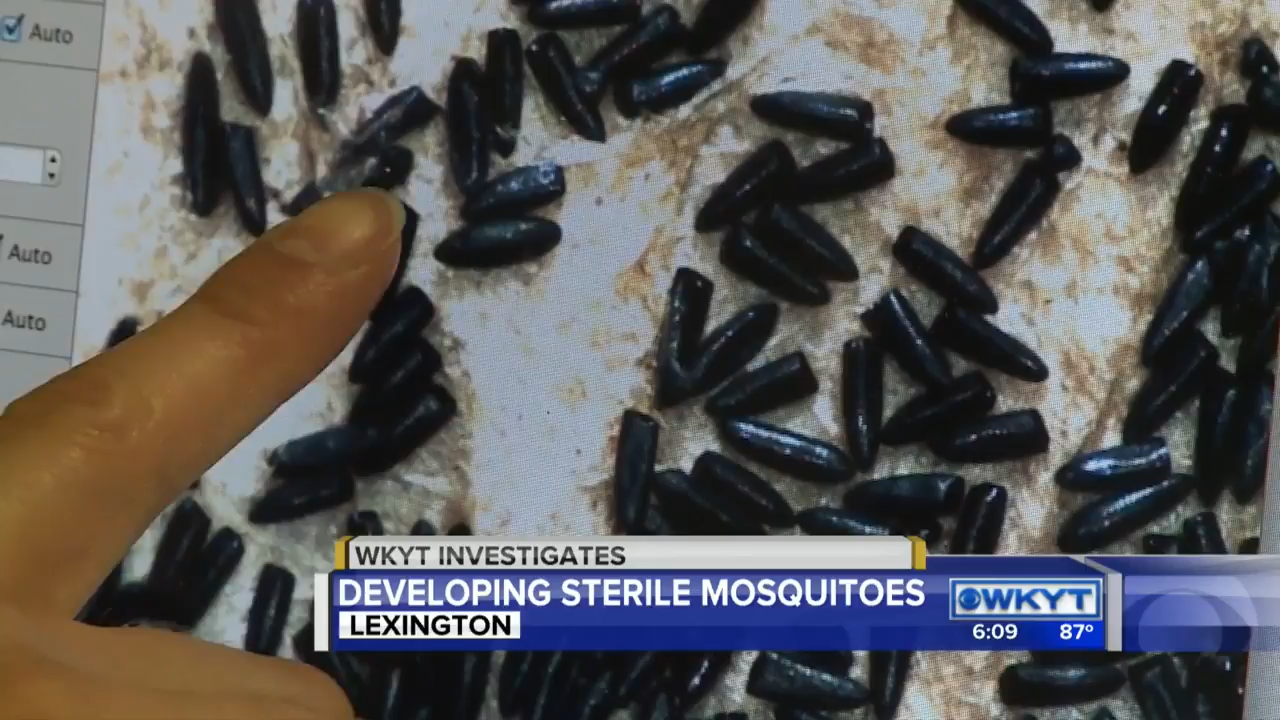 Auto
Auto
Auto
WKYT INVESTIGATES
DEVELOPING STERILE MOSQUITOES
LEXINGTON
WKYT
6:09 87°